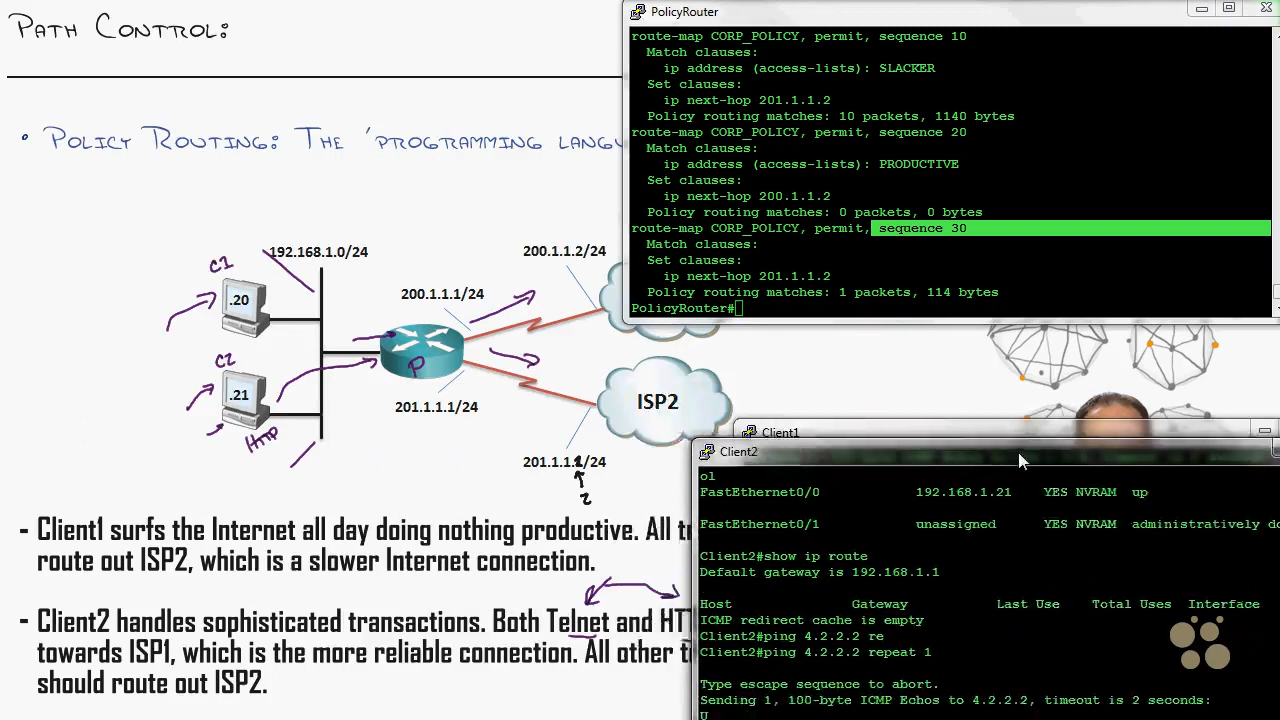 Path Control:
• Policy Routing: The 'programming langu
192.168.1.0/24
C1
.20
C2
.21
HTTP
200.1.1.1/24
P
201.1.1.1/24
200.1.1.2/24
ISP2
201.1.1.1/24
2
- Client1 surfs the Internet all day doing nothing productive. All t
route out ISP2, which is a slower Internet connection.
- Client2 handles sophisticated transactions. Both Telnet and HT
towards ISP1, which is the more reliable connection. All other t
should route out ISP2.
PolicyRouter
route-map CORP_POLICY, permit, sequence 10
Match clauses:
ip address (access-lists): SLACKER
Set clauses:
ip next-hop 201.1.1.2
Policy routing matches: 10 packets, 1140 bytes
route-map CORP_POLICY, permit, sequence 20
Match clauses:
ip address (access-lists): PRODUCTIVE
Set clauses:
ip next-hop 200.1.1.2
Policy routing matches: 0 packets, 0 bytes
route-map CORP_POLICY, permit, sequence 30
Match clauses:
Set clauses:
ip next-hop 201.1.1.2
Policy routing matches: 1 packets, 114 bytes
PolicyRouter#
Client1
Client2
ol
FastEthernet0/0 192.168.1.21 YES NVRAM up
FastEthernet0/1 unassigned YES NVRAM administratively do
Client2#show ip route
Default gateway is 192.168.1.1
Host Gateway Last Use Total Uses Interface
ICMP redirect cache is empty
Client2#ping 4.2.2.2 re
Client2#ping 4.2.2.2 repeat 1
Type escape sequence to abort.
Sending 1, 100-byte ICMP Echos to 4.2.2.2, timeout is 2 seconds:
U